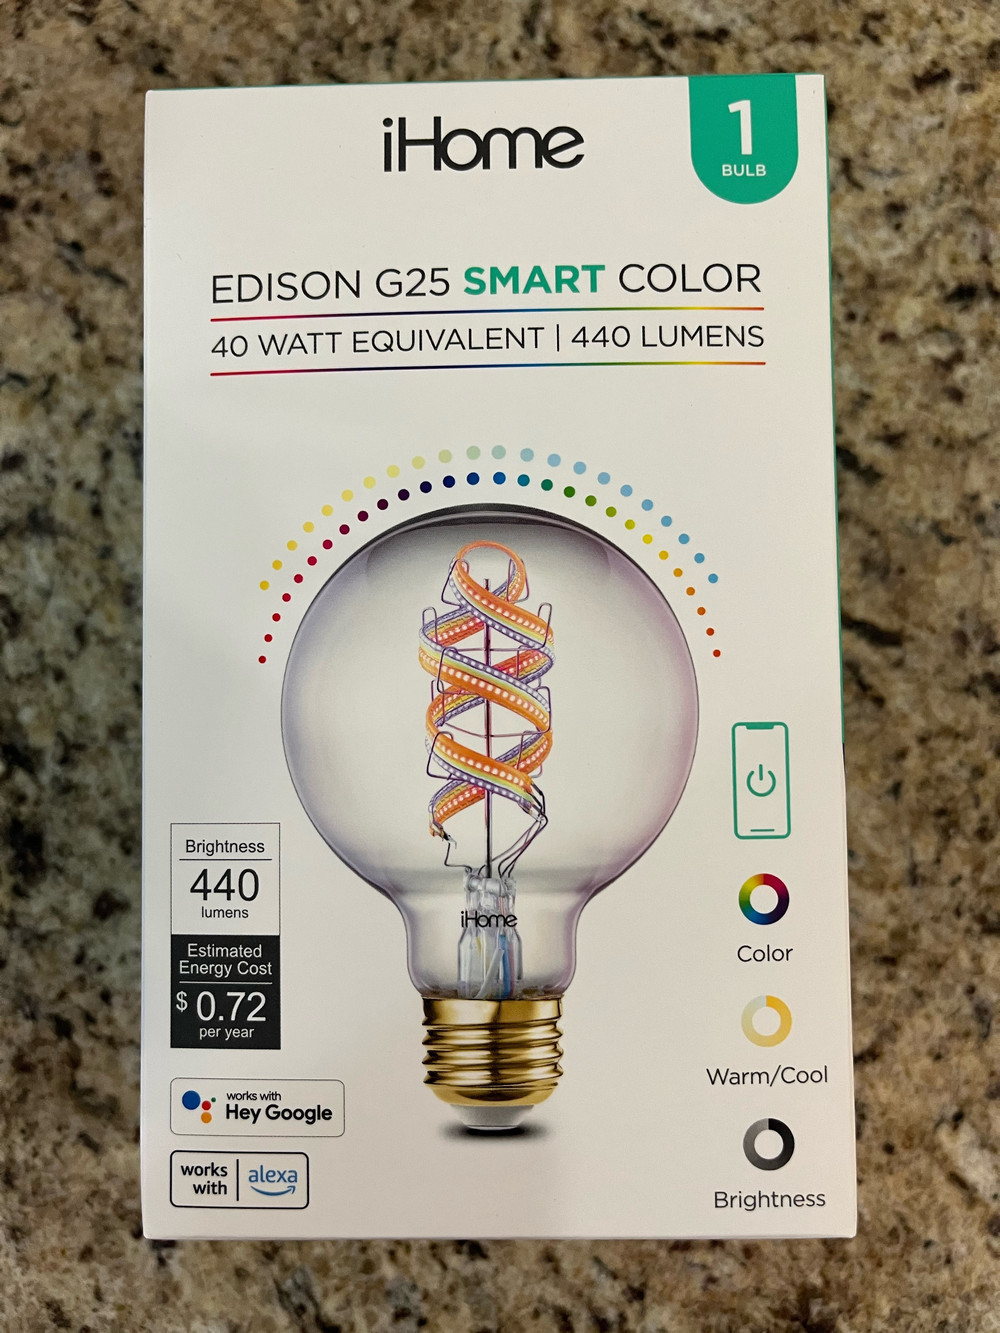 iHome
1
BULB
EDISON G25 SMART COLOR
40 WATT EQUIVALENT | 440 LUMENS
iHome
Brightness
440
lumens
Estimated
Energy Cost
$ 0.72
per year
works with
Hey Google
works
with
alexa
Color
Warm/Cool
Brightness